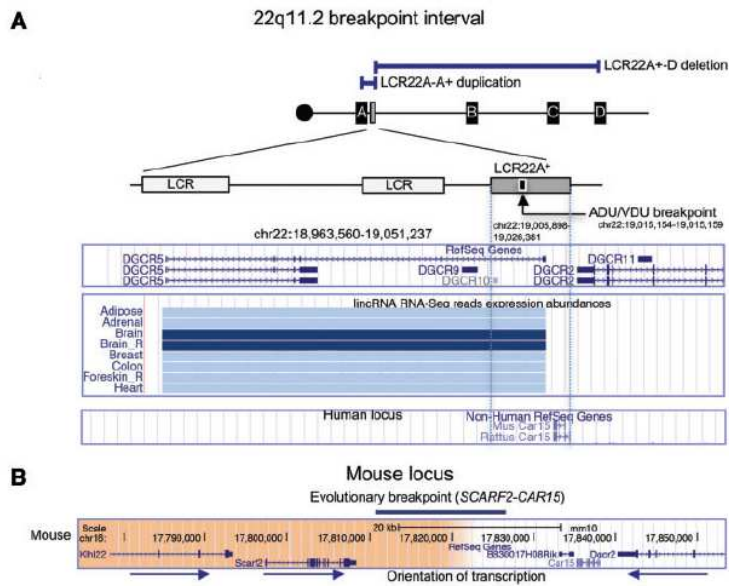 A
22q11.2 breakpoint interval
LCR22A+-D deletion
LCR22A-A+ duplication
A B C D
LCR LCR LCR22A+
ADU/VDU breakpoint
chr22:18,963,560-19,051,237
chr22:19,005,898-
19,026,381
chr22:19,015,154-19,015,159
RefSeq Genes
DGCR5 DGCR11
DGCR5 DGCR9 DGCR2
DGCR10
DGCR5 DGCR2
lincRNA RNA-Seq reads expression abundances
Adipose
Adrenal
Brain
Brain_R
Breast
Colon
Foreskin_R
Heart
Human locus Non-Human RefSeq Genes
Mus Car15
Rattus Car15
B
Mouse locus
Evolutionary breakpoint (SCARF2-CAR15)
Mouse
Scale 20 kb mm10
chr16: 17,790,000 17,800,000 17,810,000 17,820,000 17,830,000 17,840,000 17,850,000
RefSeq Genes
Klhl22 B830017H08Rik
Scarf2 Car15
Orientation of transcription